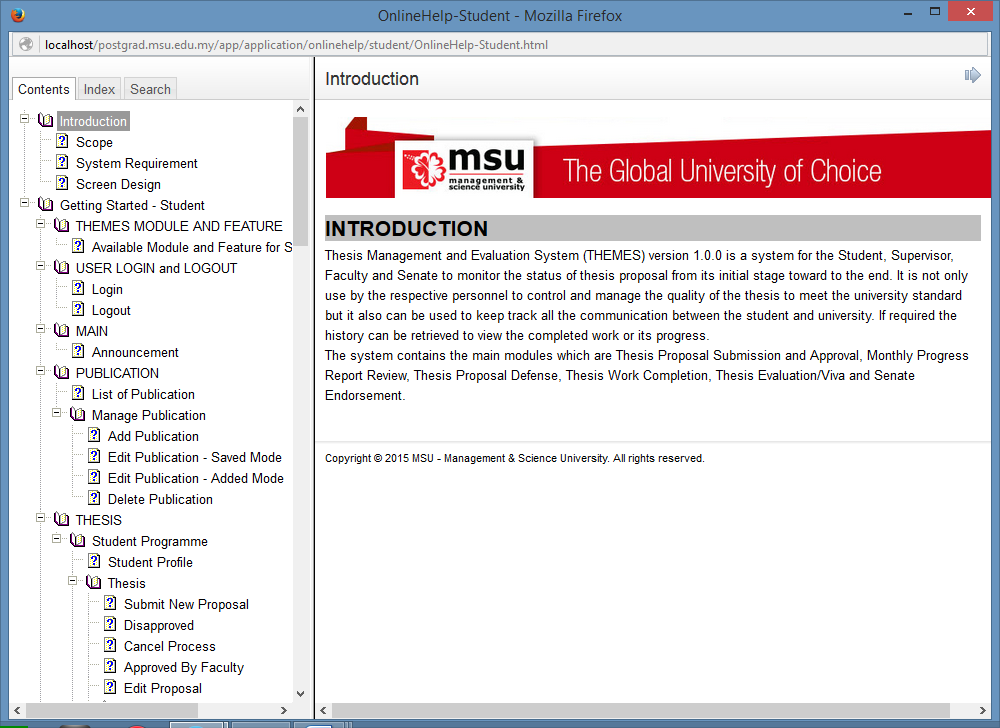 OnlineHelp-Student - Mozilla Firefox
localhost/postgrad.msu.edu.my/app/application/onlinehelp/student/OnlineHelp-Student.html
Contents Index Search
Introduction
Scope
System Requirement
Screen Design
Getting Started - Student
THEMES MODULE AND FEATURE
Available Module and Feature for S
USER LOGIN and LOGOUT
Login
Logout
MAIN
Announcement
PUBLICATION
List of Publication
Manage Publication
Add Publication
Edit Publication - Saved Mode
Edit Publication - Added Mode
Delete Publication
THESIS
Student Programme
Student Profile
Thesis
Submit New Proposal
Disapproved
Cancel Process
Approved By Faculty
Edit Proposal
Introduction
msu
management &
science university
The Global University of Choice
INTRODUCTION
Thesis Management and Evaluation System (THEMES) version 1.0.0 is a system for the Student, Supervisor,
Faculty and Senate to monitor the status of thesis proposal from its initial stage toward to the end. It is not only
use by the respective personnel to control and manage the quality of the thesis to meet the university standard
but it also can be used to keep track all the communication between the student and university. If required the
history can be retrieved to view the completed work or its progress.
The system contains the main modules which are Thesis Proposal Submission and Approval, Monthly Progress
Report Review, Thesis Proposal Defense, Thesis Work Completion, Thesis Evaluation/Viva and Senate
Endorsement.
Copyright © 2015 MSU - Management & Science University. All rights reserved.